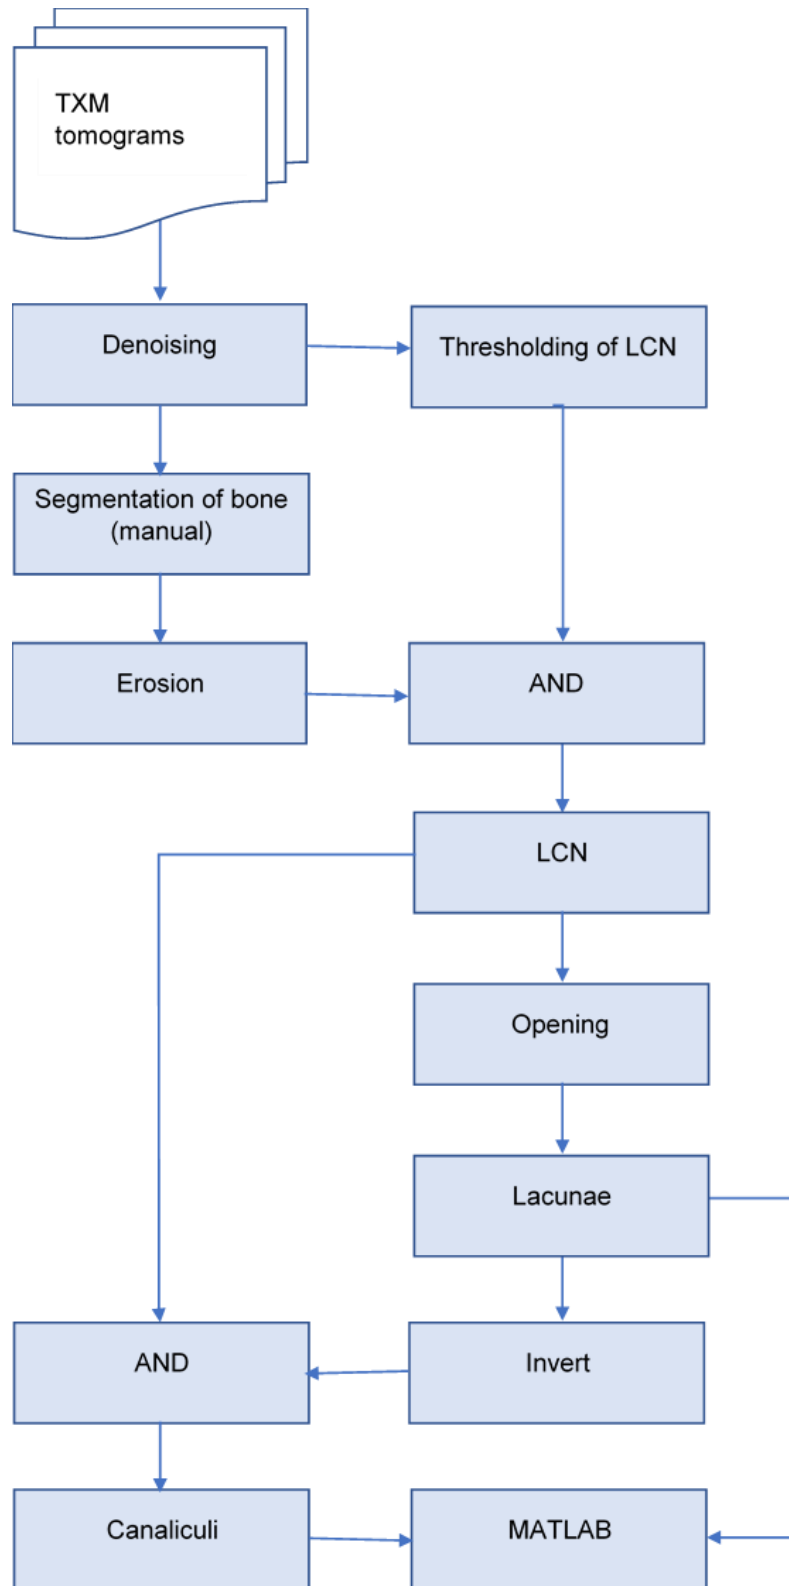 TXM
tomograms
Denoising
Thresholding of LCN
Segmentation of bone
(manual)
Erosion
AND
LCN
Opening
Lacunae
AND
Invert
Canaliculi
MATLAB